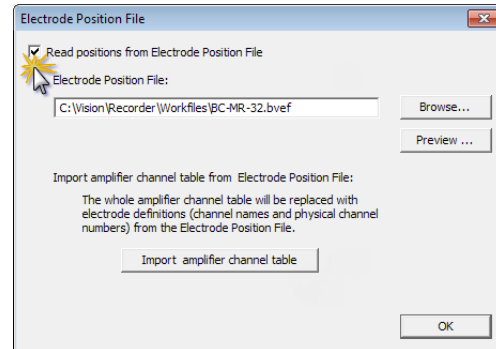 Electrode Position File
Read positions from Electrode Position File
Electrode Position File:
C:\Vision\Recorder\Workfiles\BC-MR-32.bvef
Browse...
Preview ...
Import amplifier channel table from  Electrode Position File:
The whole amplifier channel table will be replaced with
electrode definitions (channel names and physical channel
numbers) from the Electrode Position File.
Import  amplifier channel table
OK